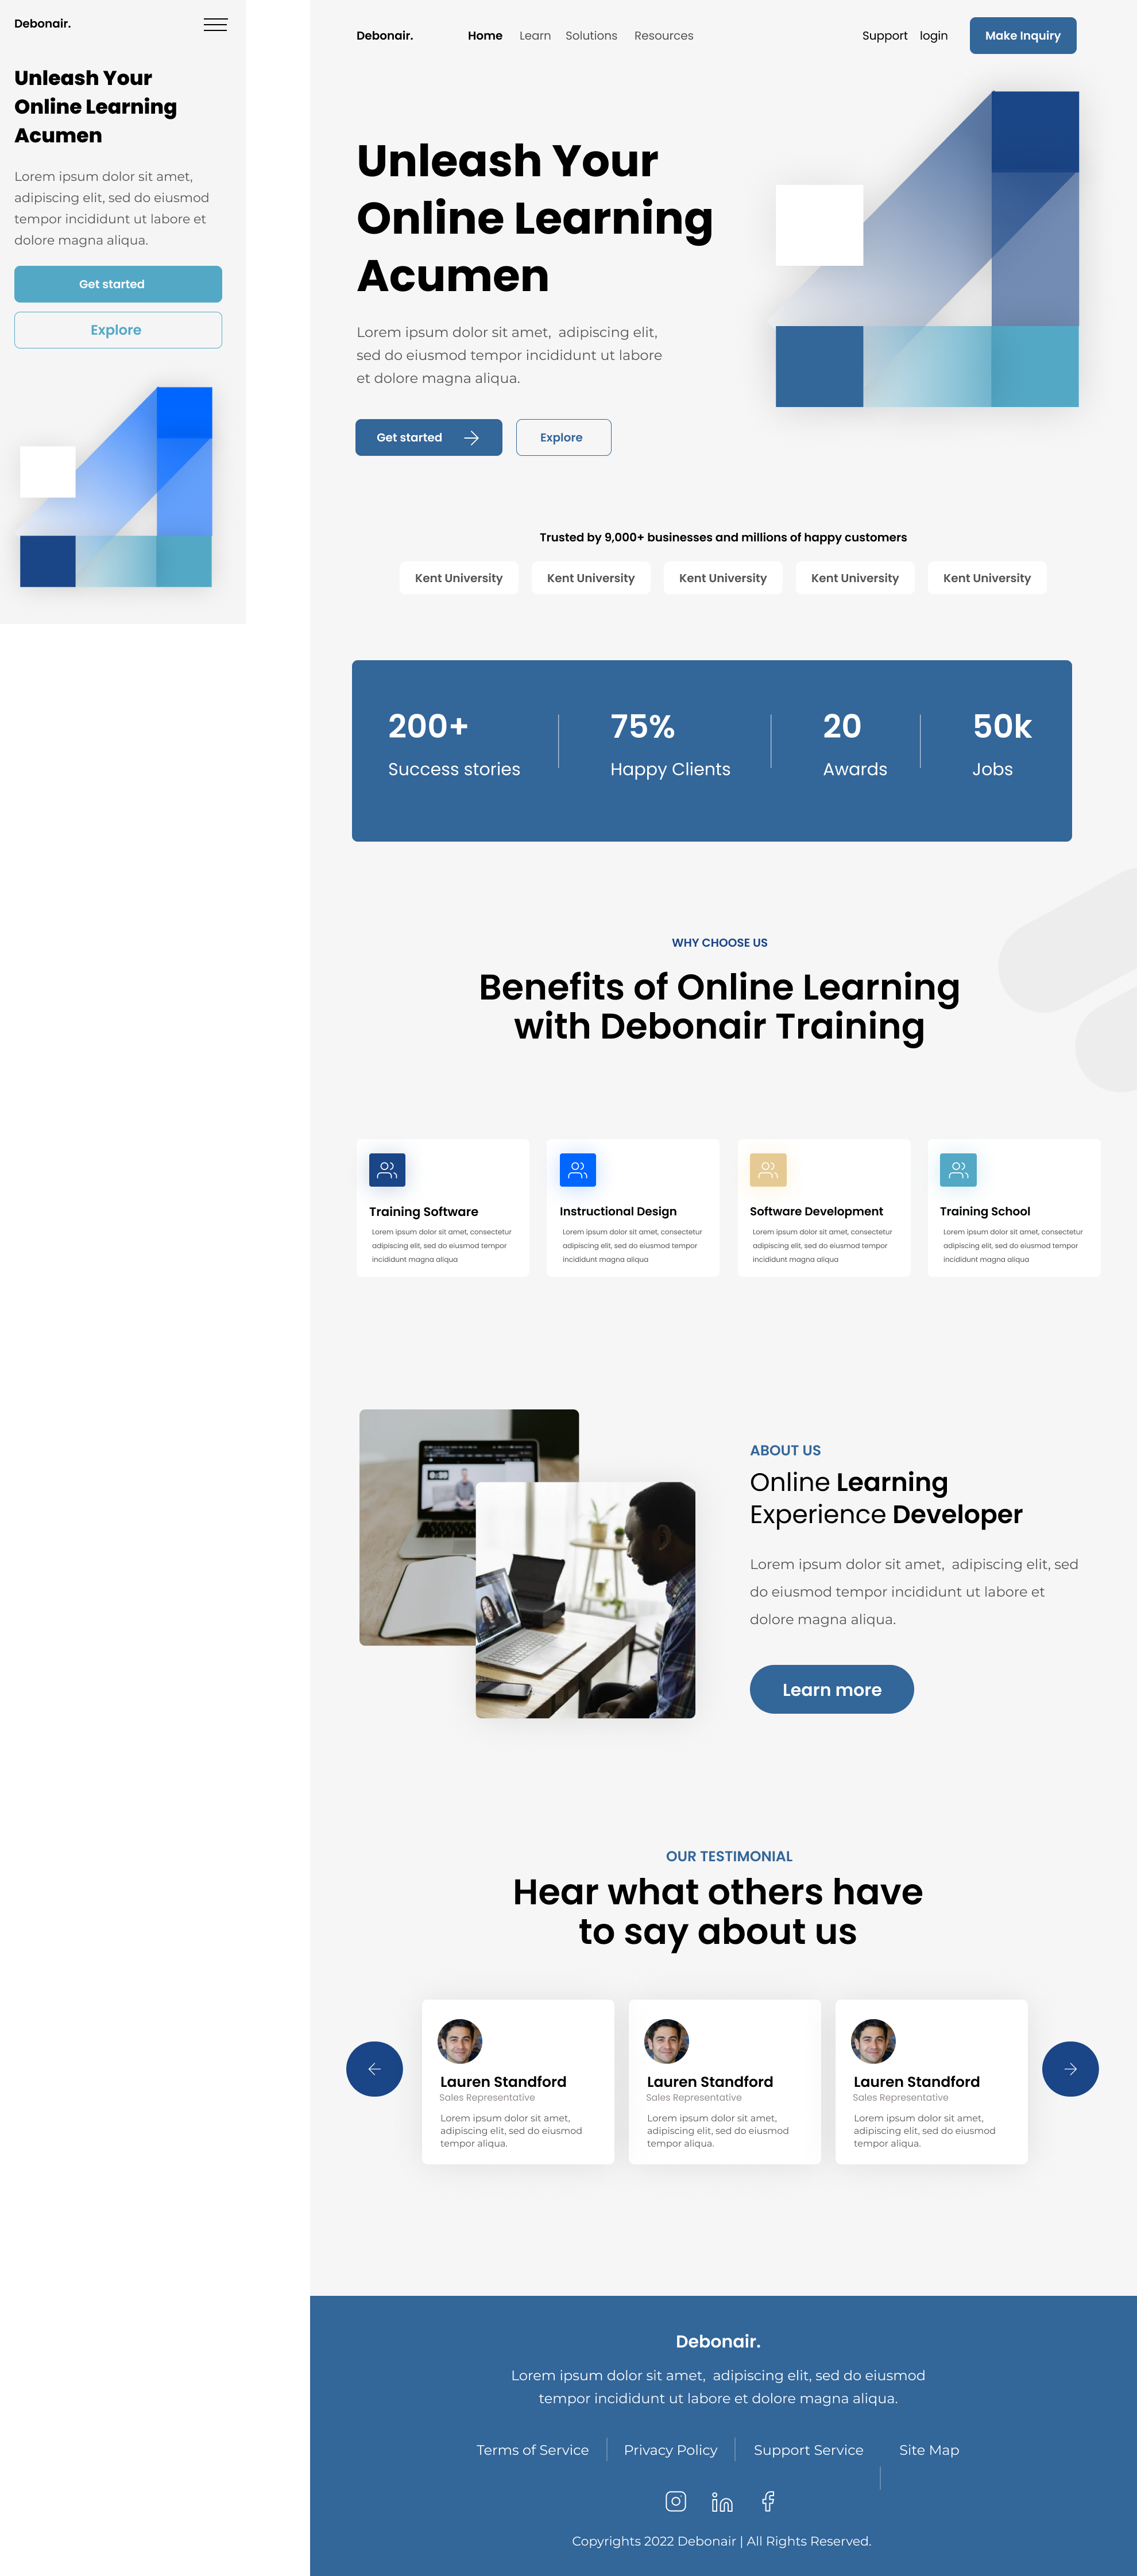 Debonair.
Unleash Your
Online Learning
Acumen
Lorem ipsum dolor sit amet,
adipiscing elit, sed do eiusmod
tempor incididunt ut labore et
dolore magna aliqua.
Get started
Explore
Debonair. Home Learn Solutions Resources Support login Make Inquiry
Unleash Your
Online Learning
Acumen
Lorem ipsum dolor sit amet, adipiscing elit,
sed do eiusmod tempor incididunt ut labore
et dolore magna aliqua.
Get started Explore
Trusted by 9,000+ businesses and millions of happy customers
Kent University Kent University Kent University Kent University Kent University
200+ 75% 20 50k
Success stories Happy Clients Awards Jobs
WHY CHOOSE US
Benefits of Online Learning
with Debonair Training
Training Software
Lorem ipsum dolor sit amet, consectetur
adipiscing elit, sed do eiusmod tempor
incididunt magna aliqua
Instructional Design
Lorem ipsum dolor sit amet, consectetur
adipiscing elit, sed do eiusmod tempor
incididunt magna aliqua
Software Development
Lorem ipsum dolor sit amet, consectetur
adipiscing elit, sed do eiusmod tempor
incididunt magna aliqua
Training School
Lorem ipsum dolor sit amet, consectetur
adipiscing elit, sed do eiusmod tempor
incididunt magna aliqua
ABOUT US
Online Learning
Experience Developer
Lorem ipsum dolor sit amet, adipiscing elit, sed
do eiusmod tempor incididunt ut labore et
dolore magna aliqua.
Learn more
OUR TESTIMONIAL
Hear what others have
to say about us
Lauren Standford
Sales Representative
Lorem ipsum dolor sit amet,
adipiscing elit, sed do eiusmod
tempor aliqua.
Lauren Standford
Sales Representative
Lorem ipsum dolor sit amet,
adipiscing elit, sed do eiusmod
tempor aliqua.
Lauren Standford
Sales Representative
Lorem ipsum dolor sit amet,
adipiscing elit, sed do eiusmod
tempor aliqua.
Debonair.
Lorem ipsum dolor sit amet, adipiscing elit, sed do eiusmod
tempor incididunt ut labore et dolore magna aliqua.
Terms of Service Privacy Policy Support Service Site Map
Copyrights 2022 Debonair | All Rights Reserved.